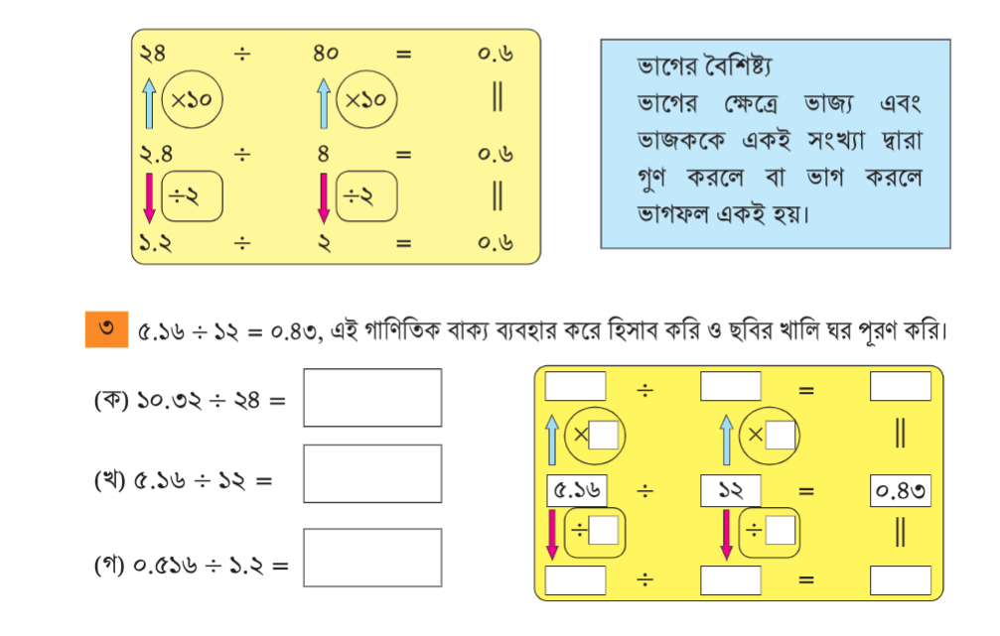 ২৪ ÷ ৪০ = ০.৬
×১০ ×১০ ||
২.৪ ÷ ৪ = ০.৬
÷২ ÷২ ||
১.২ ÷ ২ = ০.৬
ভাগের বৈশিষ্ট্য
ভাগের ক্ষেত্রে ভাজ্য এবং
ভাজককে একই সংখ্যা দ্বারা
গুণ করলে বা ভাগ করলে
ভাগফল একই হয়।
৩ ৫.১৬ ÷ ১২ = ০.৪৩, এই গাণিতিক বাক্য ব্যবহার করে হিসাব করি ও ছবির খালি ঘর পূরণ করি।
(ক) ১০.৩২ ÷ ২৪ =
(খ) ৫.১৬ ÷ ১২ =
(গ) ০.৫১৬ ÷ ১.২ =
÷ =
× × ||
৫.১৬ ÷ ১২ = ০.৪৩
÷ ÷ ||
÷ =